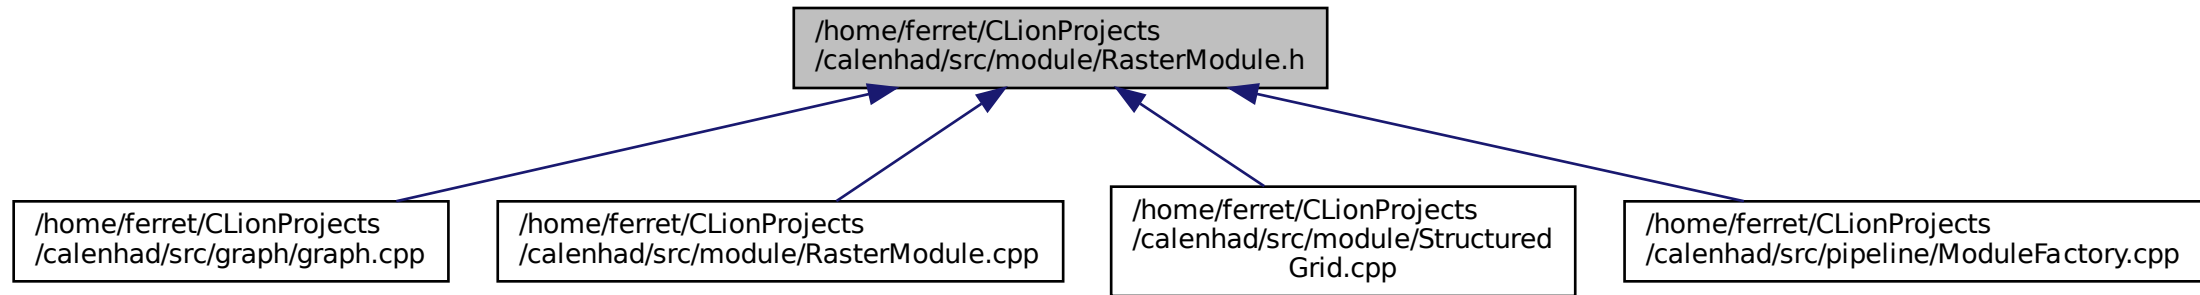 /home/ferret/CLionProjects
/calenhad/src/module/RasterModule.h
/home/ferret/CLionProjects
/calenhad/src/graph/graph.cpp
/home/ferret/CLionProjects
/calenhad/src/module/RasterModule.cpp
/home/ferret/CLionProjects
/calenhad/src/module/Structured
Grid.cpp
/home/ferret/CLionProjects
/calenhad/src/pipeline/ModuleFactory.cpp